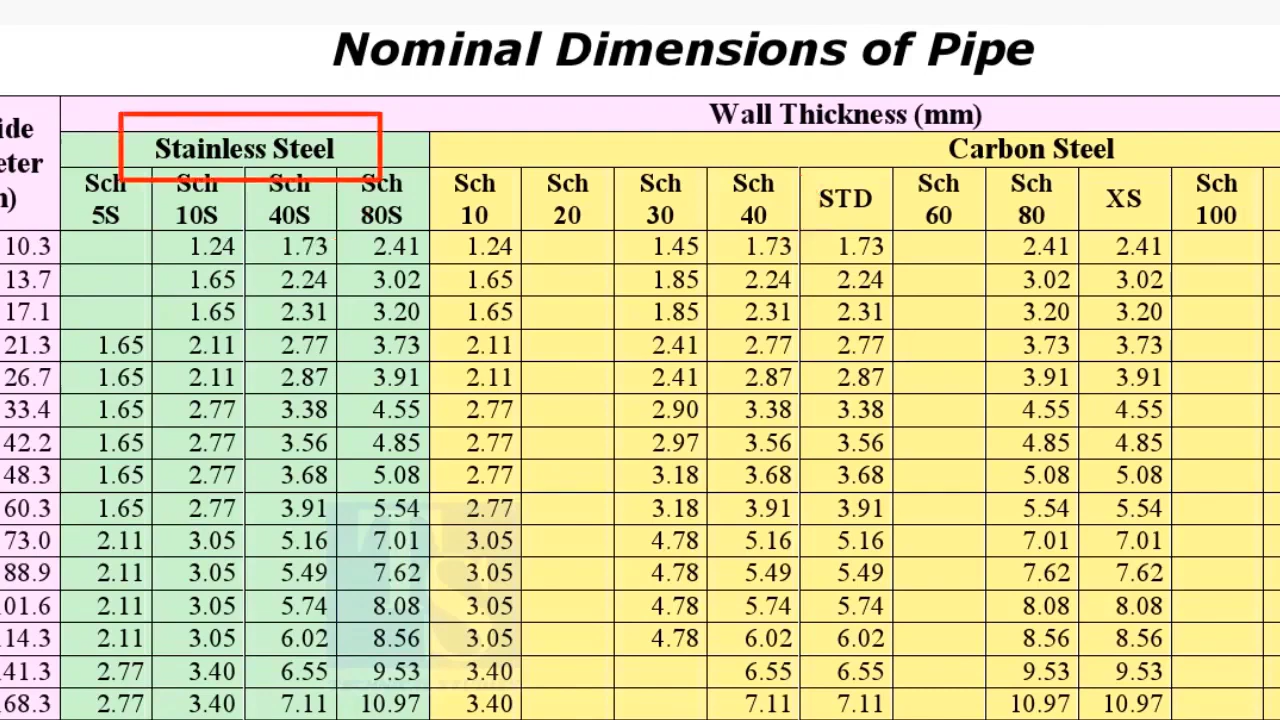 Nominal Dimensions of Pipe
Wall Thickness (mm)
Stainless Steel Carbon Steel
Sch 5S Sch 10S Sch 40S Sch 80S Sch 10 Sch 20 Sch 30 Sch 40 STD Sch 60 Sch 80 XS Sch 100
10.3 1.24 1.73 2.41 1.24 1.45 1.73 1.73 2.41 2.41
13.7 1.65 2.24 3.02 1.65 1.85 2.24 2.24 3.02 3.02
17.1 1.65 2.31 3.20 1.65 1.85 2.31 2.31 3.20 3.20
21.3 1.65 2.11 2.77 3.73 2.11 2.41 2.77 2.77 3.73 3.73
26.7 1.65 2.11 2.87 3.91 2.11 2.41 2.87 2.87 3.91 3.91
33.4 1.65 2.77 3.38 4.55 2.77 2.90 3.38 3.38 4.55 4.55
42.2 1.65 2.77 3.56 4.85 2.77 2.97 3.56 3.56 4.85 4.85
48.3 1.65 2.77 3.68 5.08 2.77 3.18 3.68 3.68 5.08 5.08
60.3 1.65 2.77 3.91 5.54 2.77 3.18 3.91 3.91 5.54 5.54
73.0 2.11 3.05 5.16 7.01 3.05 4.78 5.16 5.16 7.01 7.01
88.9 2.11 3.05 5.49 7.62 3.05 4.78 5.49 5.49 7.62 7.62
01.6 2.11 3.05 5.74 8.08 3.05 4.78 5.74 5.74 8.08 8.08
14.3 2.11 3.05 6.02 8.56 3.05 4.78 6.02 6.02 8.56 8.56
41.3 2.77 3.40 6.55 9.53 3.40 6.55 6.55 9.53 9.53
68.3 2.77 3.40 7.11 10.97 3.40 7.11 7.11 10.97 10.97